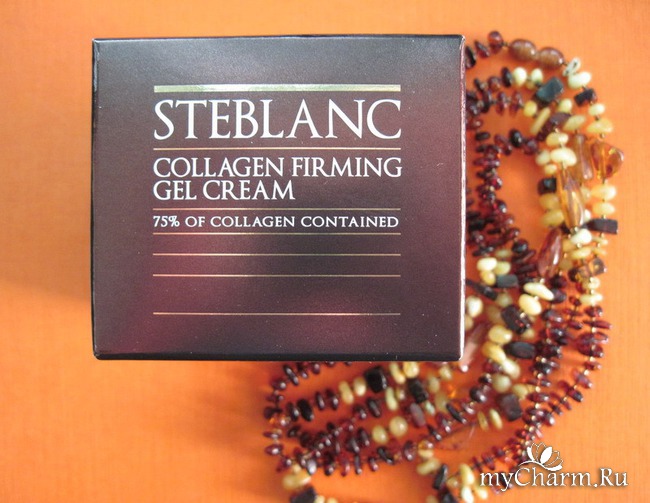 STEBLANC
COLLAGEN FIRMING
GEL CREAM
75% OF COLLAGEN CONTAINED
myCharm.Ru